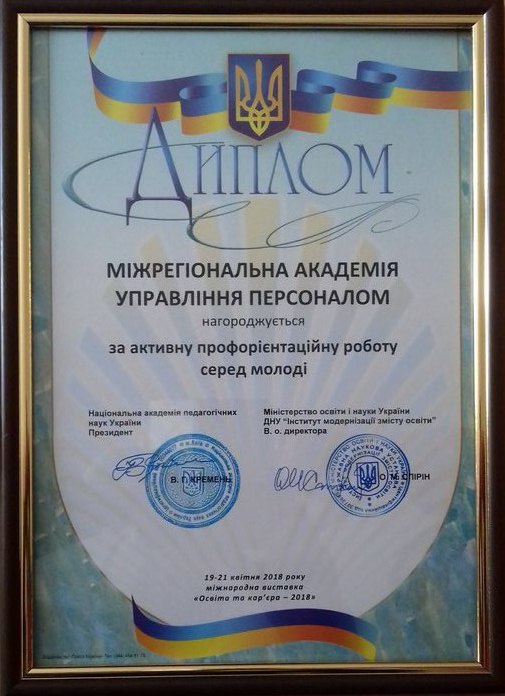 Диплом
МІЖРЕГІОНАЛЬНА АКАДЕМІЯ
УПРАВЛІННЯ ПЕРСОНАЛОМ
нагороджується
за активну профорієнтаційну роботу
серед молоді
Національна академія педагогічних
наук України
Президент
В. Г. КРЕМЕНЬ
Міністерство освіти і науки України
ДНУ “Інститут модернізації змісту освіти”
В. о. директора
О. М. СПІРІН
19-21 квітня 2018 року
міжнародна виставка
«Освіта та кар’єра – 2018»